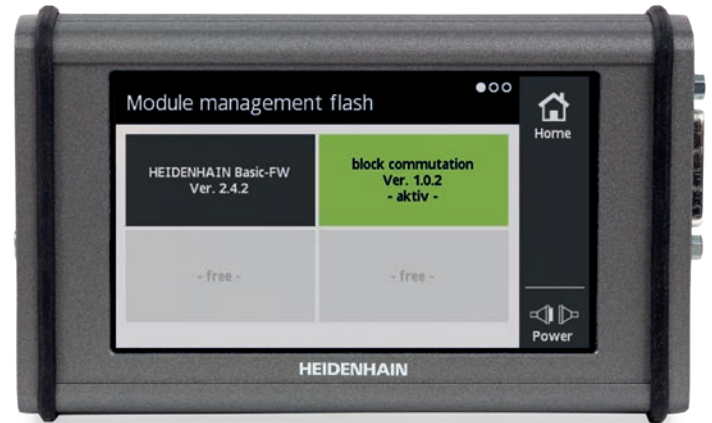 Module management flash
Home
HEIDENHAIN Basic-FW
Ver. 2.4.2
block commutation
Ver. 1.0.2
- aktiv -
- free -
- free -
Power
HEIDENHAIN